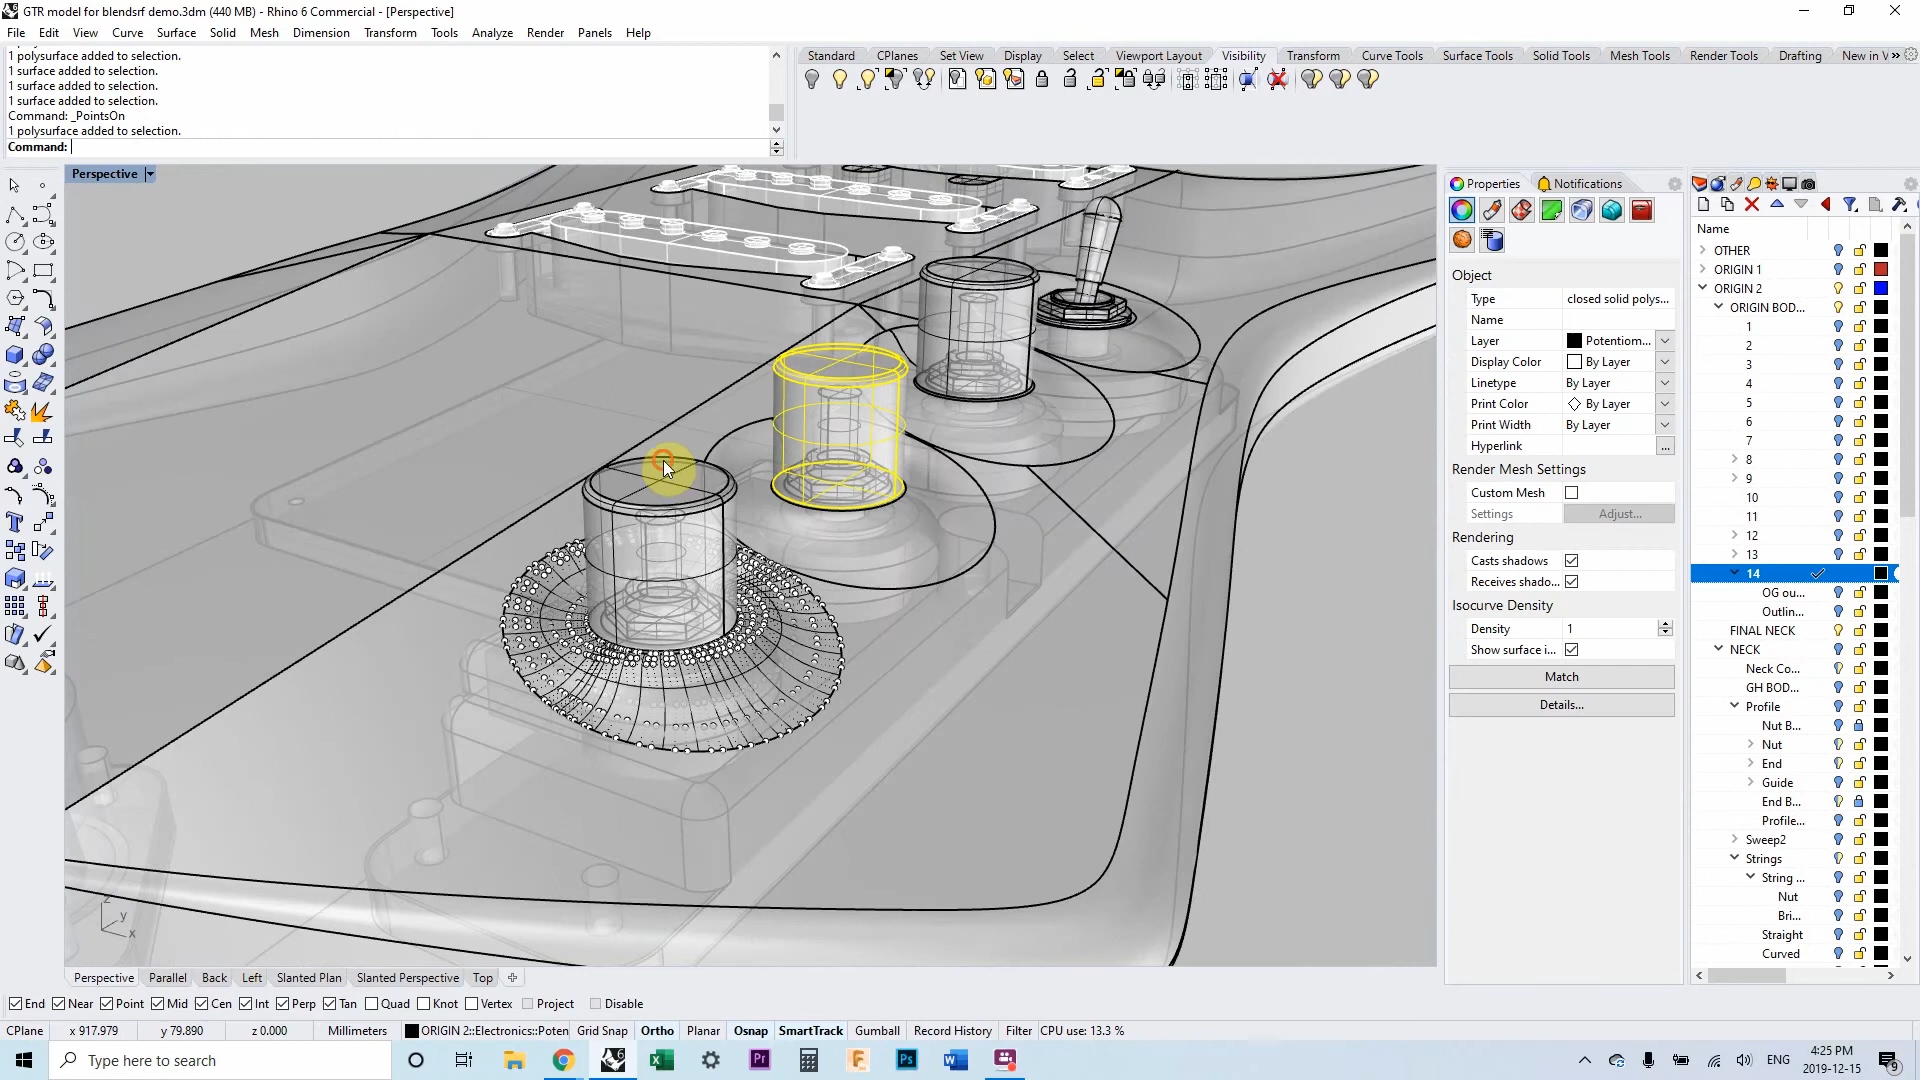 GTR model for blendsrf demo.3dm (440 MB) - Rhino 6 Commercial - [Perspective]
File Edit View Curve Surface Solid Mesh Dimension Transform Tools Analyze Render Panels Help
1 polysurface added to selection.
1 surface added to selection.
1 surface added to selection.
1 surface added to selection.
Command: _PointsOn
1 polysurface added to selection.
Command:
Standard CPlanes Set View Display Select Viewport Layout Visibility Transform Curve Tools Surface Tools Solid Tools Mesh Tools Render Tools Drafting New in V
Perspective
Properties Notifications
Object
Type closed solid polys...
Name
Layer Potentiom...
Display Color By Layer
Linetype By Layer
Print Color By Layer
Print Width By Layer
Hyperlink ...
Render Mesh Settings
Custom Mesh
Settings Adjust...
Rendering
Casts shadows
Receives shado...
Isocurve Density
Density 1
Show surface i...
Match
Details...
Name
OTHER
ORIGIN 1
ORIGIN 2
ORIGIN BOD...
1
2
3
4
5
6
7
8
9
10
11
12
13
14
OG ou...
Outlin...
FINAL NECK
NECK
Neck Co...
GH BOD...
Profile
Nut B...
Nut
End
Guide
End B...
Profile...
Sweep2
Strings
String ...
Nut
Bri...
Straight
Curved
z
y
x
Perspective Parallel Back Left Slanted Plan Slanted Perspective Top
End Near Point Mid Cen Int Perp Tan Quad Knot Vertex Project Disable
CPlane x 917.979 y 79.890 z 0.000 Millimeters ORIGIN 2::Electronics::Poten Grid Snap Ortho Planar Osnap SmartTrack Gumball Record History Filter CPU use: 13.3 %
Type here to search
ENG
4:25 PM
2019-12-15
9